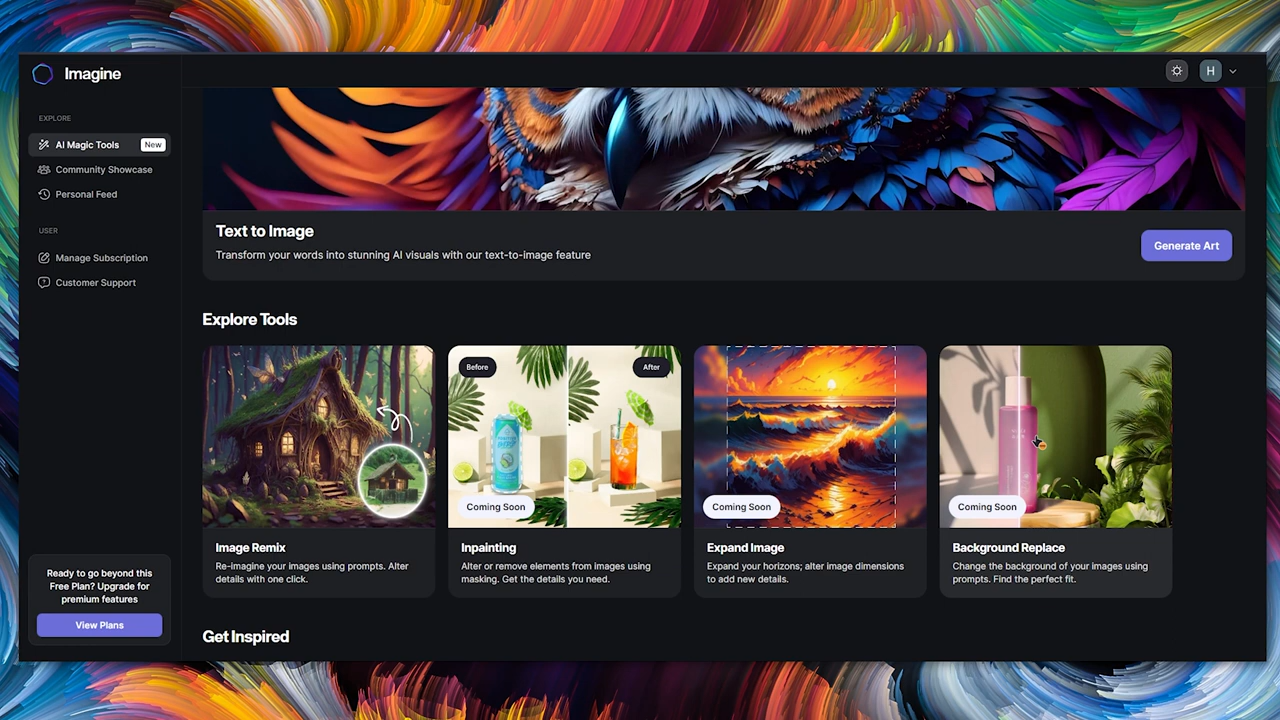 Imagine
H
EXPLORE
AI Magic Tools
New
Community Showcase
Personal Feed
USER
Manage Subscription
Customer Support
Ready to go beyond this
Free Plan? Upgrade for
premium features
View Plans
Text to Image
Transform your words into stunning AI visuals with our text-to-image feature
Generate Art
Explore Tools
Image Remix
Re-imagine your images using prompts. Alter
details with one click.
Before
After
Coming Soon
Inpainting
Alter or remove elements from images using
masking. Get the details you need.
Coming Soon
Expand Image
Expand your horizons; alter image dimensions
to add new details.
Coming Soon
Background Replace
Change the background of your images using
prompts. Find the perfect fit.
Get Inspired